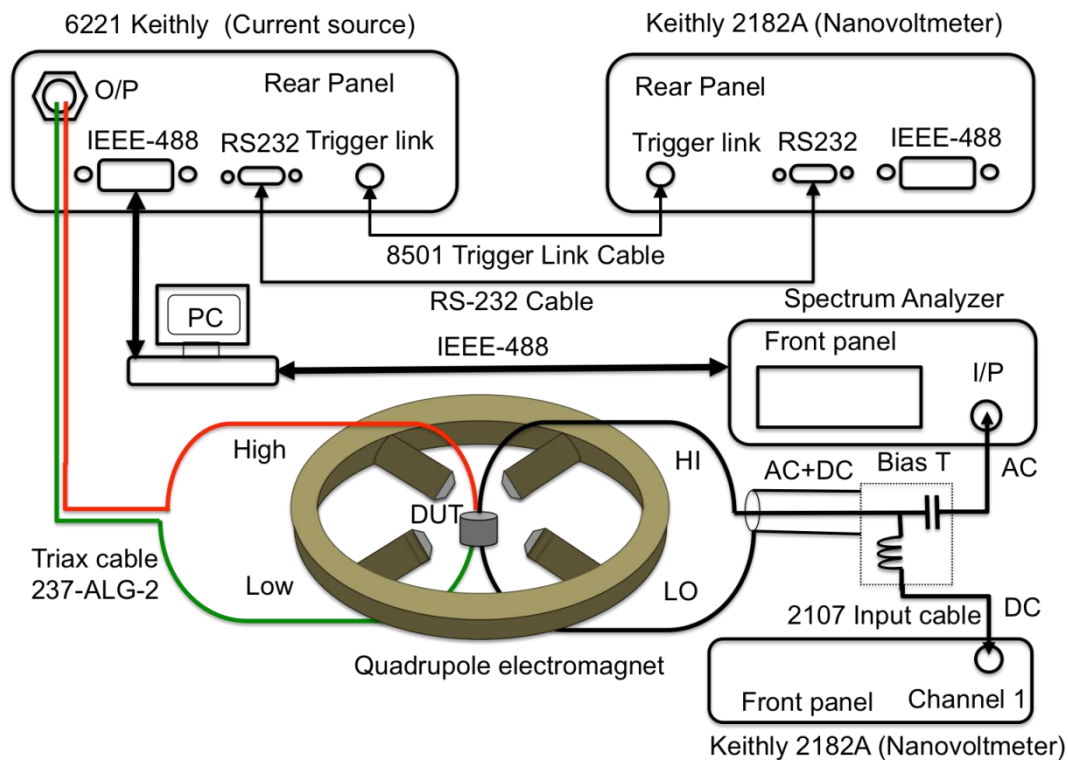 6221 Keithly (Current source)
Keithly 2182A (Nanovoltmeter)
O/P
Rear Panel
IEEE-488
RS232
Trigger link
Rear Panel
Trigger link
RS232
IEEE-488
8501 Trigger Link Cable
RS-232 Cable
PC
IEEE-488
Spectrum Analyzer
Front panel
I/P
High
HI
AC+DC
Bias T
AC
DUT
Triax cable
237-ALG-2
Low
LO
2107 Input cable
DC
Quadrupole electromagnet
Front panel
Channel 1
Keithly 2182A (Nanovoltmeter)